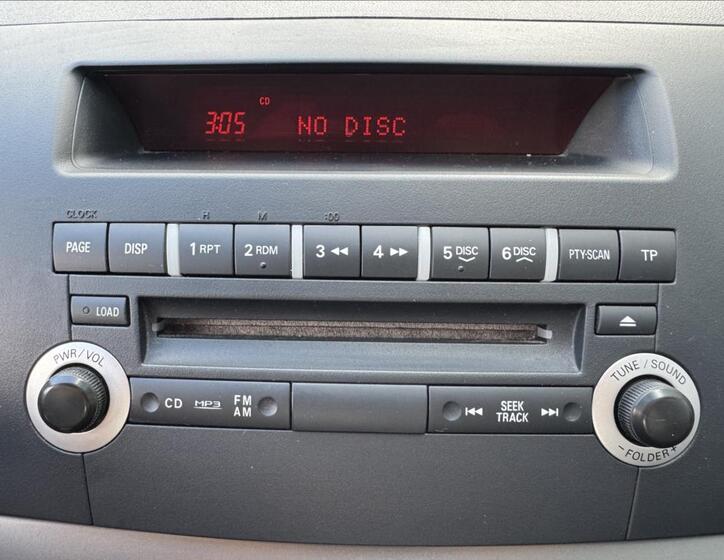 CD
3:05 NO DISC
CLOCK H M :00
PAGE DISP 1 RPT 2 RDM 3 ◀◀ 4 ▶▶ 5 DISC 6 DISC PTY-SCAN TP
LOAD
PWR/VOL
TUNE / SOUND
CD MP3 FM
AM
SEEK
TRACK
- FOLDER +